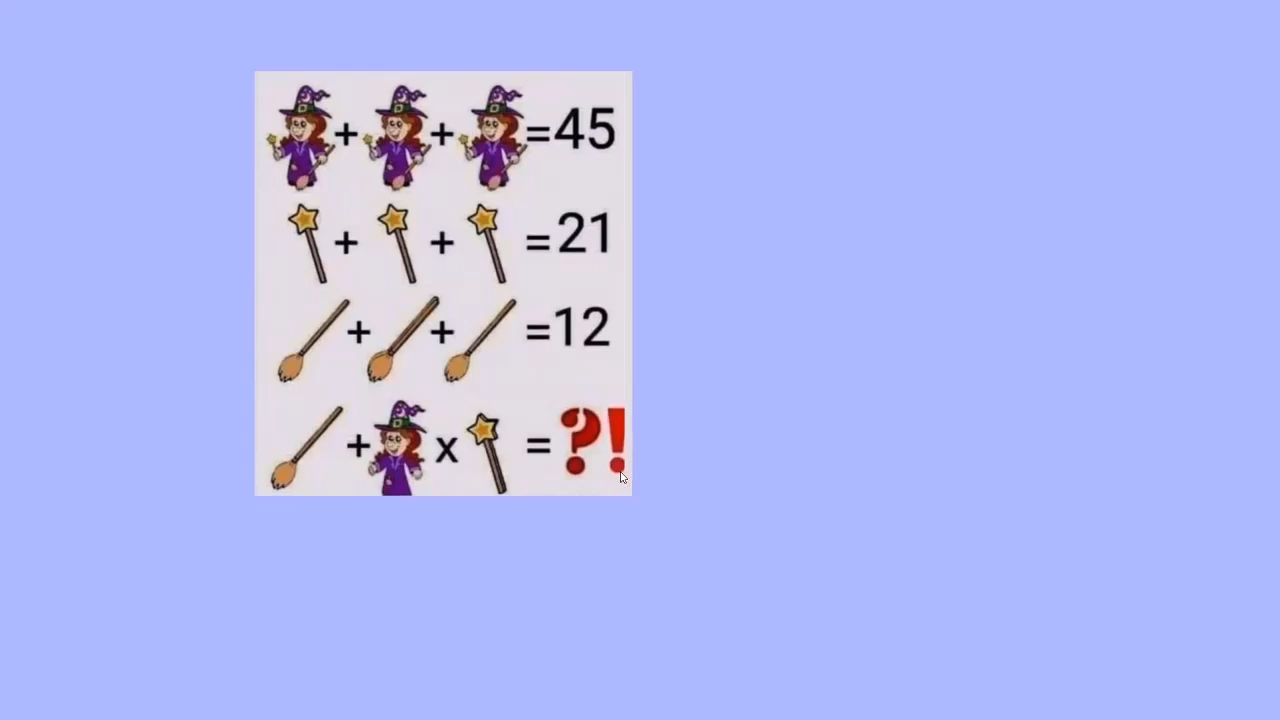 + + =45
+ + =21
+ + =12
+ x = ?!